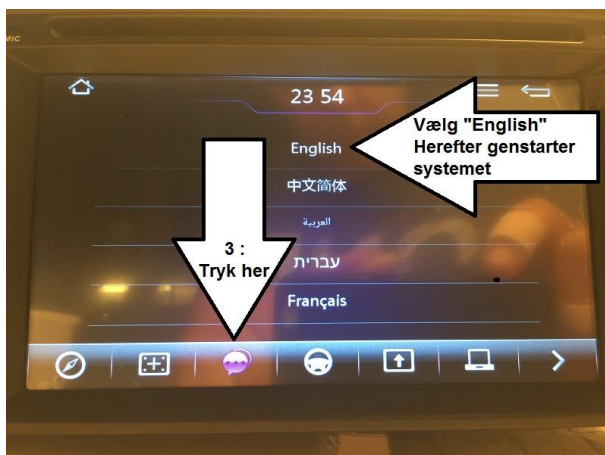 MIC
23 54
Vælg "English"
Herefter genstarter
systemet
English
中文简体
العربية
3 :
Tryk her
עברית
Français